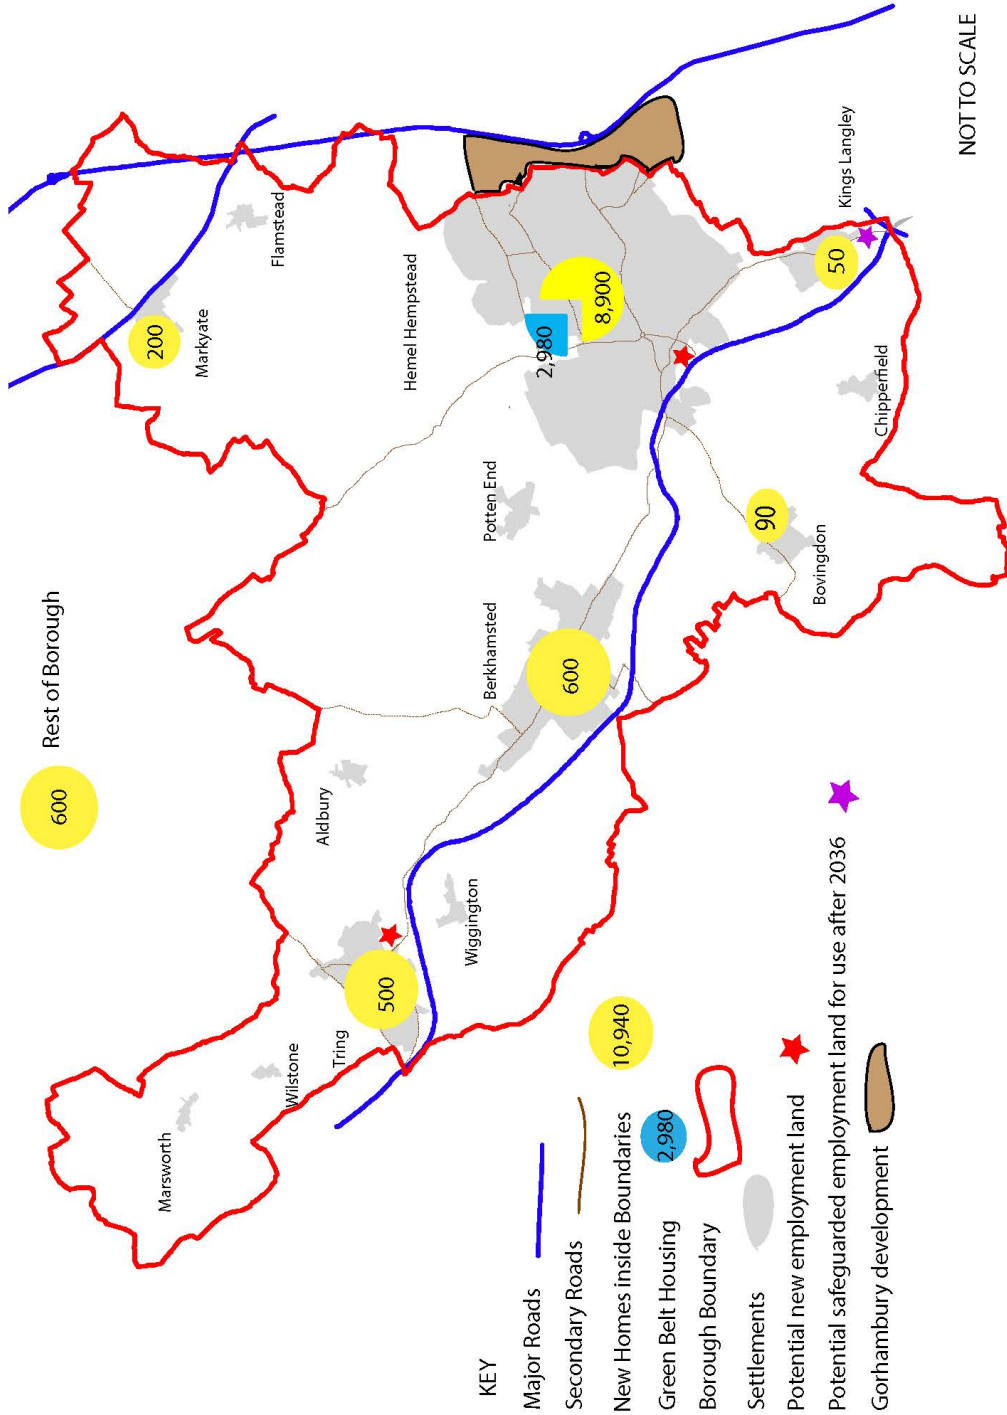 Rest of Borough
600
Markyate
200
Flamstead
Hemel Hempstead
2,980
8,900
Kings Langley
50
Chipperfield
Potten End
Berkhamsted
600
90
Bovingdon
Aldbury
Wiggington
500
Tring
Wilstone
Marsworth
KEY
Major Roads
Secondary Roads
New Homes inside Boundaries 10,940
Green Belt Housing 2,980
Borough Boundary
Settlements
Potential new employment land
Potential safeguarded employment land for use after 2036
Gorhambury development
NOT TO SCALE